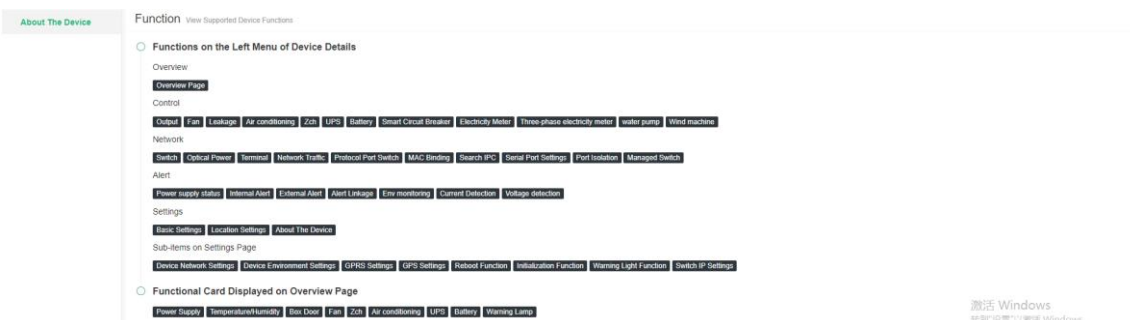 About The Device
Function View Supported Device Functions
Functions on the Left Menu of Device Details
Overview
Overview Page
Control
Output Fan Leakage Air conditioning Zch UPS Battery Smart Circuit Breaker Electricity Meter Three-phase electricity meter water pump Wind machine
Network
Switch Optical Power Terminal Network Traffic Protocol Port Switch MAC Binding Search IPC Serial Port Settings Port Isolation Managed Switch
Alert
Power supply status Internal Alert External Alert Alert Linkage Env monitoring Current Detection Voltage detection
Settings
Basic Settings Location Settings About The Device
Sub-items on Settings Page
Device Network Settings Device Environment Settings GPRS Settings GPS Settings Reboot Function Initialization Function Warning Light Function Switch IP Settings
Functional Card Displayed on Overview Page
Power Supply Temperature/Humidity Box Door Fan Zch Air conditioning UPS Battery Warning Lamp
激活 Windows